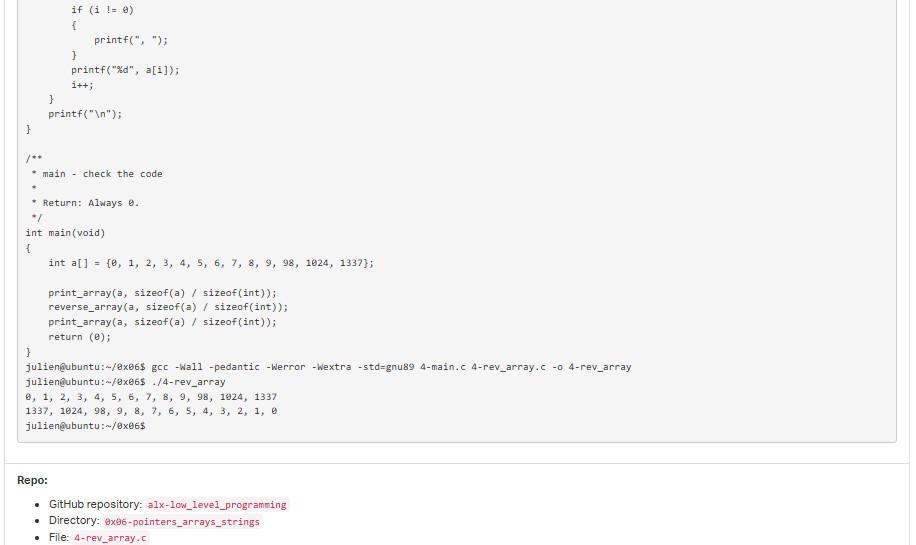 if (i != 0)
        {
            printf(", ");
        }
        printf("%d", a[i]);
        i++;
    }
    printf("\n");
}
/**
 * main - check the code
 *
 * Return: Always 0.
 */
int main(void)
{
    int a[] = {0, 1, 2, 3, 4, 5, 6, 7, 8, 9, 98, 1024, 1337};
    print_array(a, sizeof(a) / sizeof(int));
    reverse_array(a, sizeof(a) / sizeof(int));
    print_array(a, sizeof(a) / sizeof(int));
    return (0);
}
julien@ubuntu:~/0x06$ gcc -Wall -pedantic -Werror -Wextra -std=gnu89 4-main.c 4-rev_array.c -o 4-rev_array
julien@ubuntu:~/0x06$ ./4-rev_array
0, 1, 2, 3, 4, 5, 6, 7, 8, 9, 98, 1024, 1337
1337, 1024, 98, 9, 8, 7, 6, 5, 4, 3, 2, 1, 0
julien@ubuntu:~/0x06$
Repo:
• GitHub repository: alx-low_level_programming
• Directory: 0x06-pointers_arrays_strings
• File: 4-rev_array.c